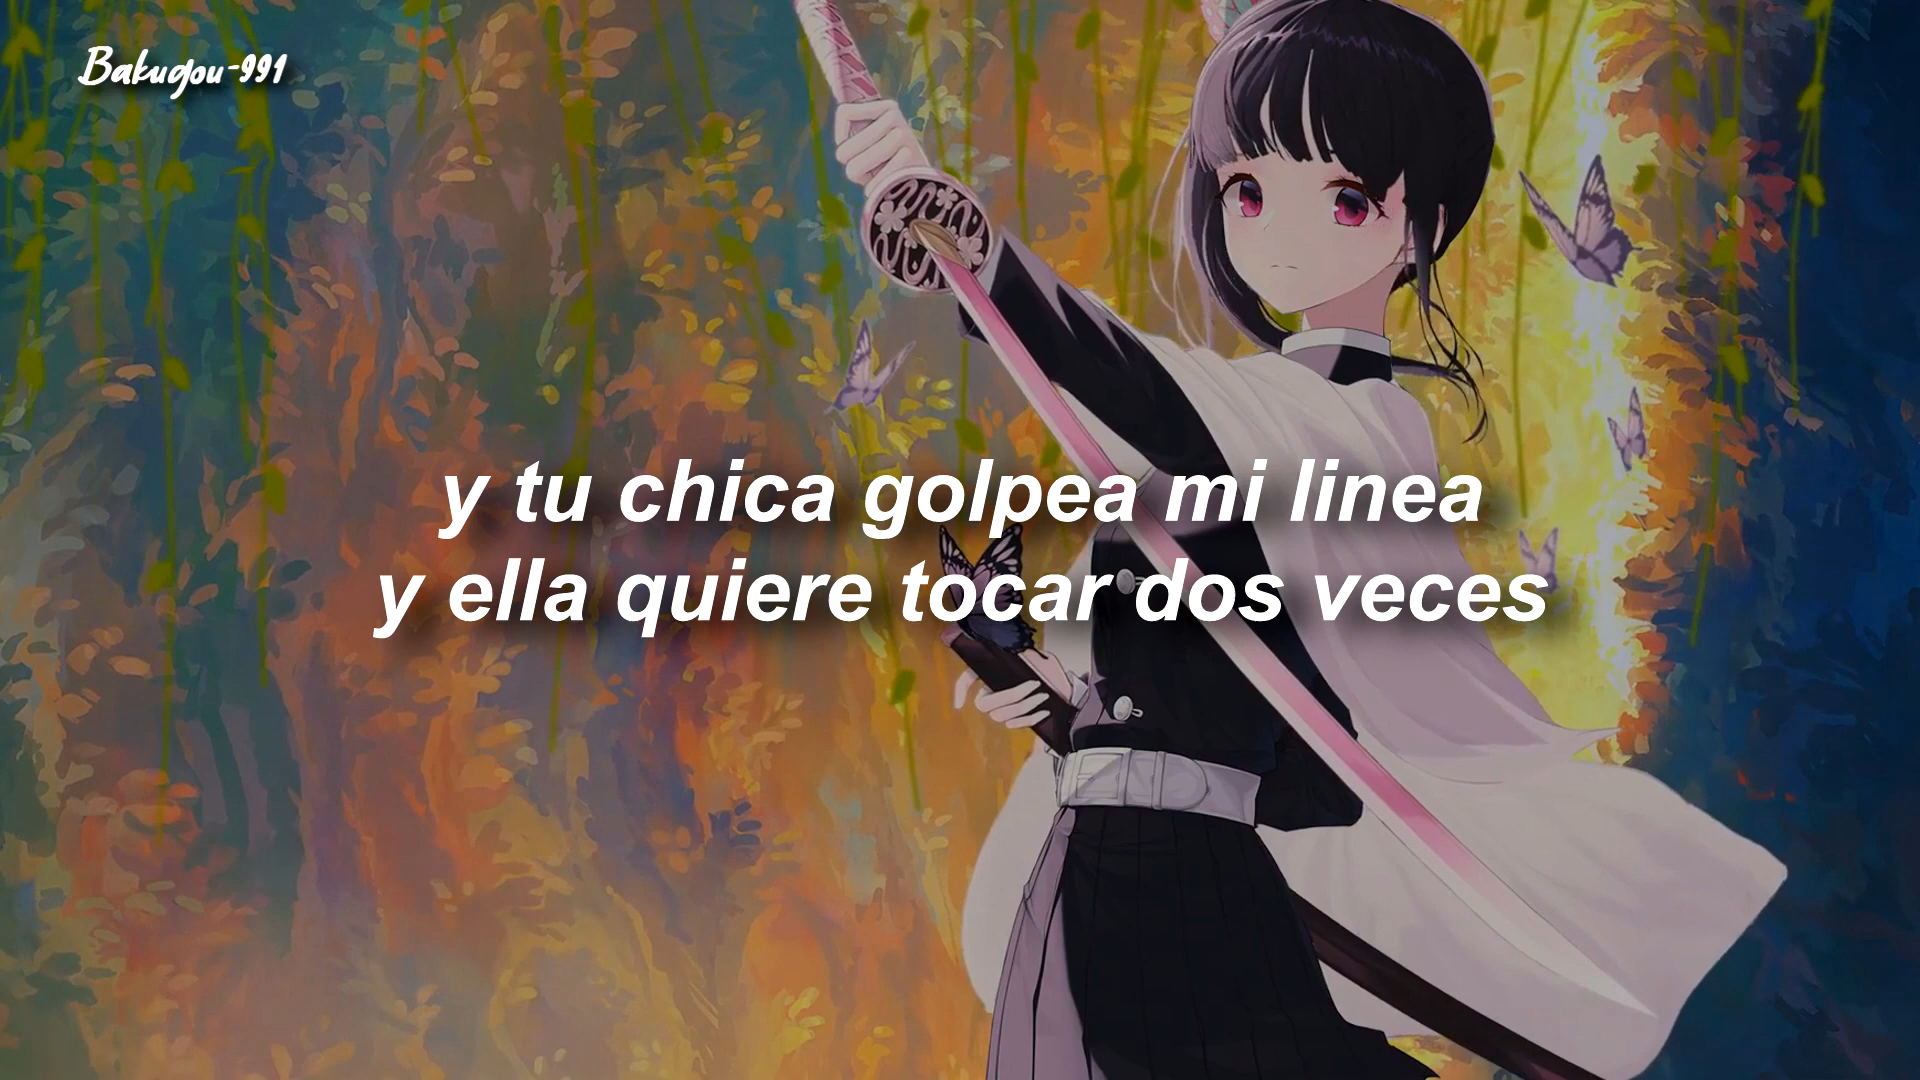 Bakugou-991
y tu chica golpea mi linea
y ella quiere tocar dos veces